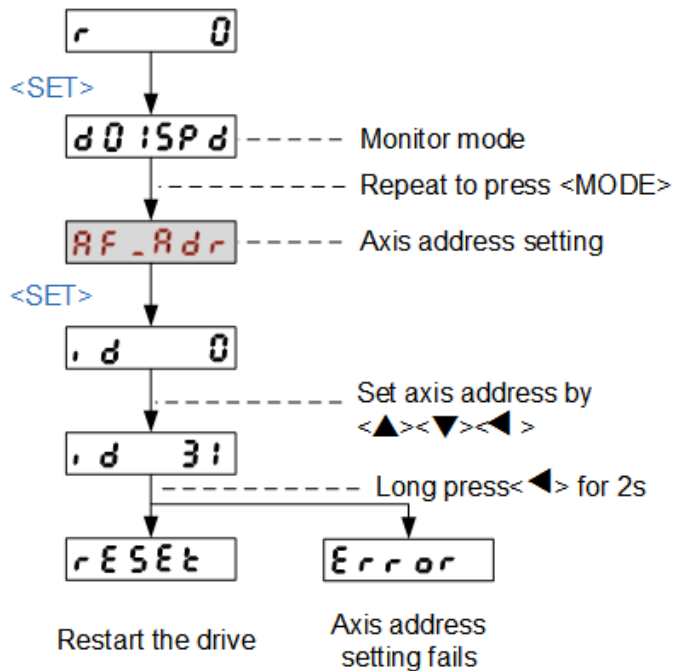 r 0
<SET>
d01SPd Monitor mode
Repeat to press <MODE>
AF_Adr Axis address setting
<SET>
id 0
Set axis address by
<▲><▼><◀ >
id 31
Long press<◀> for 2s
rESEt Error
Restart the drive Axis address
setting fails